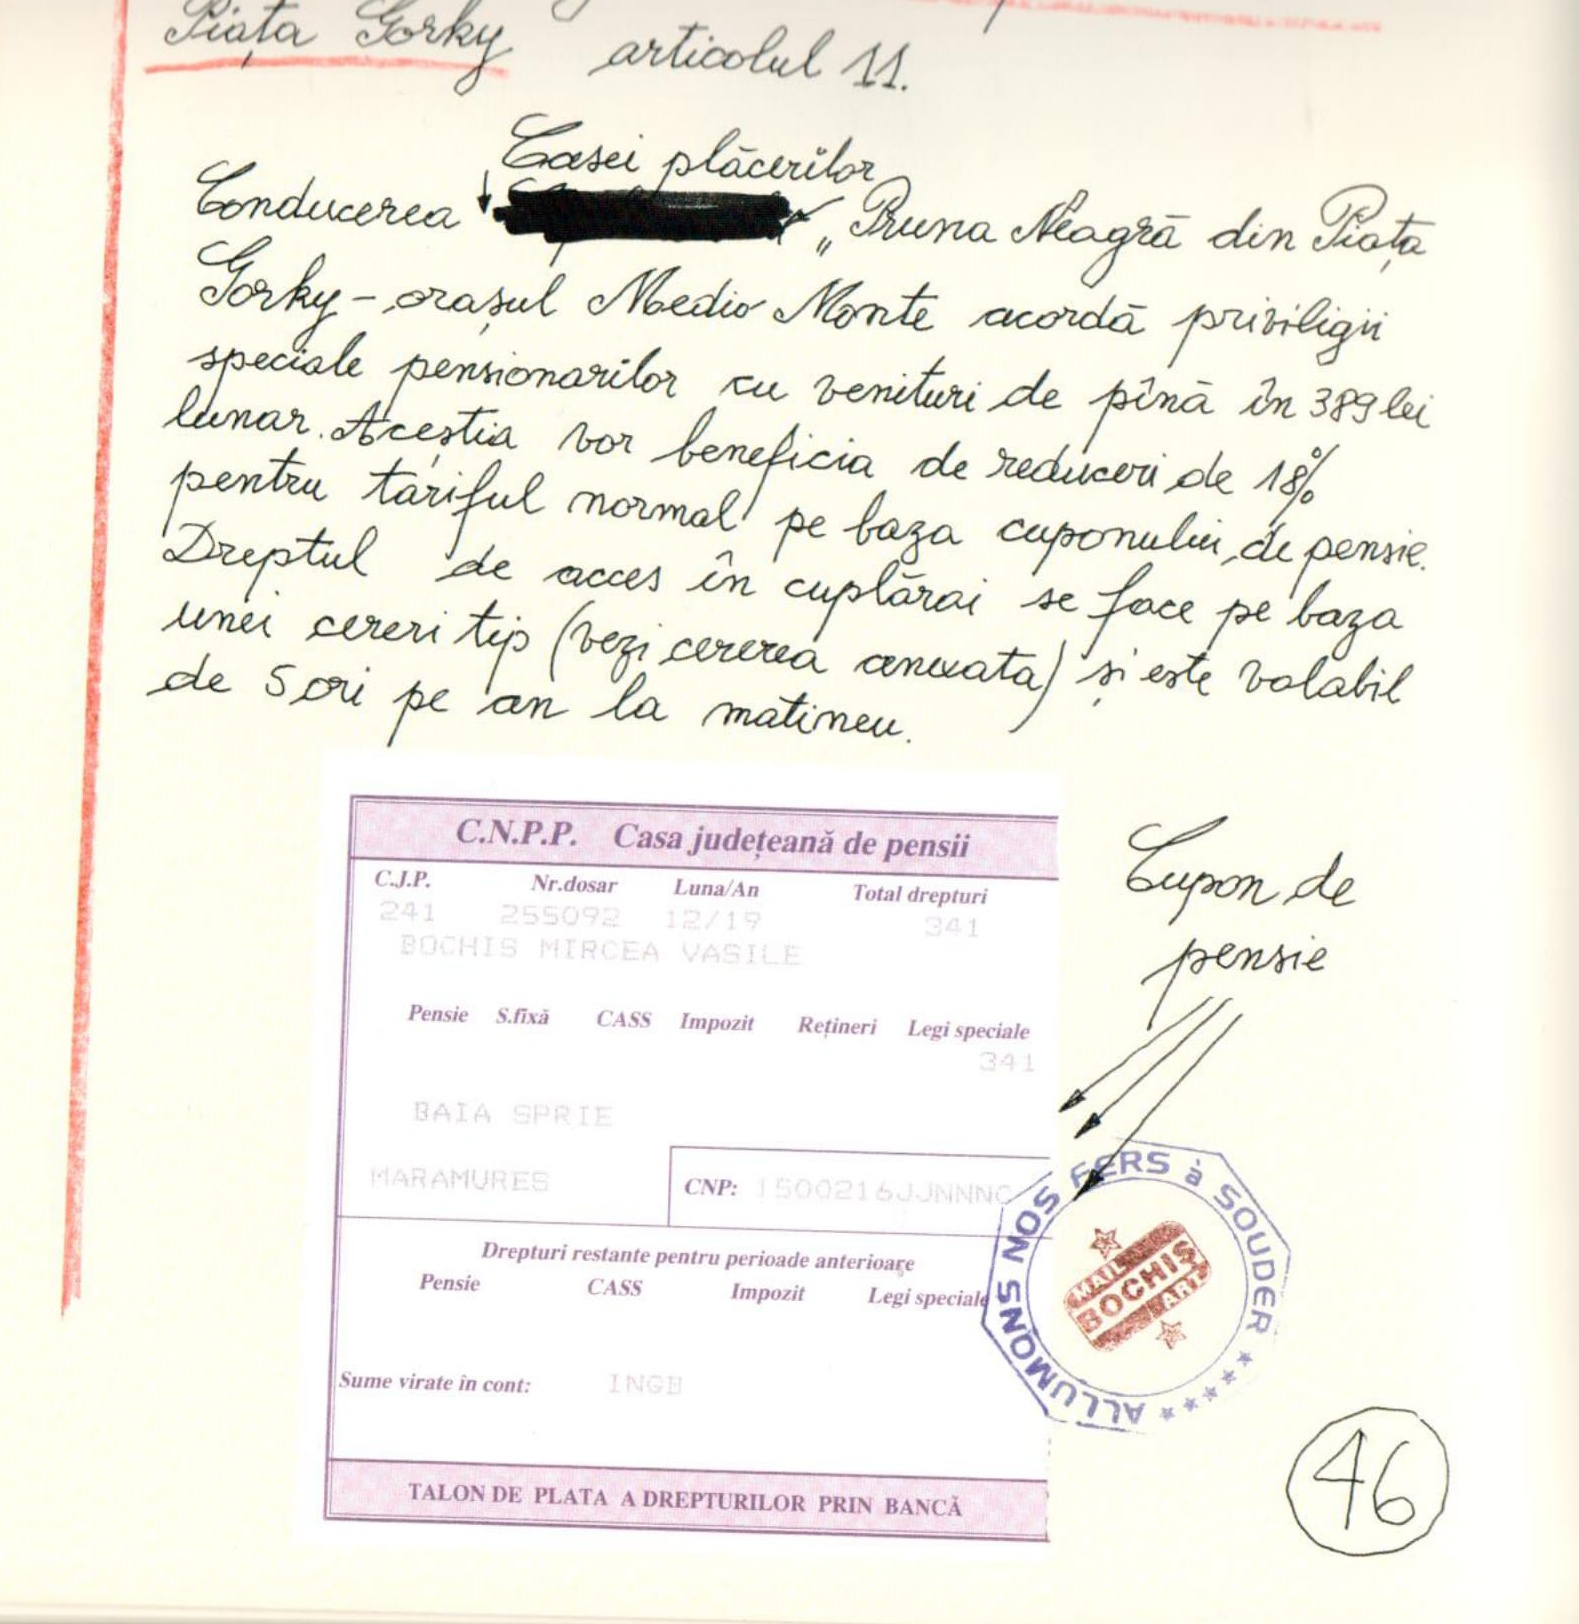 Piața Gorky articolul 11.
Casei plăcerilor
Conducerea „Pruna Neagră din Piața
Gorky - orașul Medio Monte acordă priviligii
speciale pensionarilor cu venituri de pînă în 389 lei
lunar. Aceștia vor beneficia de reduceri de 18%
pentru tariful normal pe baza cuponului de pensie.
Dreptul de acces în cuplărai se face pe baza
unei cereri tip (vezi cererea anexata) și este valabil
de 5 ori pe an la matineu.
C.N.P.P. Casa județeană de pensii
C.J.P. Nr.dosar Luna/An Total drepturi
241 255092 12/19 341
BOCHIS MIRCEA VASILE
Pensie S.fixă CASS Impozit Rețineri Legi speciale
341
BAIA SPRIE
MARAMURES
CNP: 1500216JJNNNC
Drepturi restante pentru perioade anterioare
Pensie CASS Impozit Legi speciale
Sume virate în cont: INGB
TALON DE PLATA A DREPTURILOR PRIN BANCĂ
Cupon de
pensie
ALLUMONS NOS FERS à SOUDER
MAIL
BOCHIS
ART
46